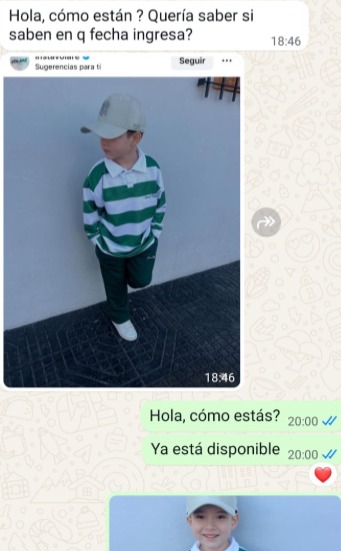 Hola, cómo están ? Quería saber si
saben en q fecha ingresa?
18:46
Sugerencias para ti
Seguir
18:46
Hola, cómo estás? 20:00
Ya está disponible 20:00